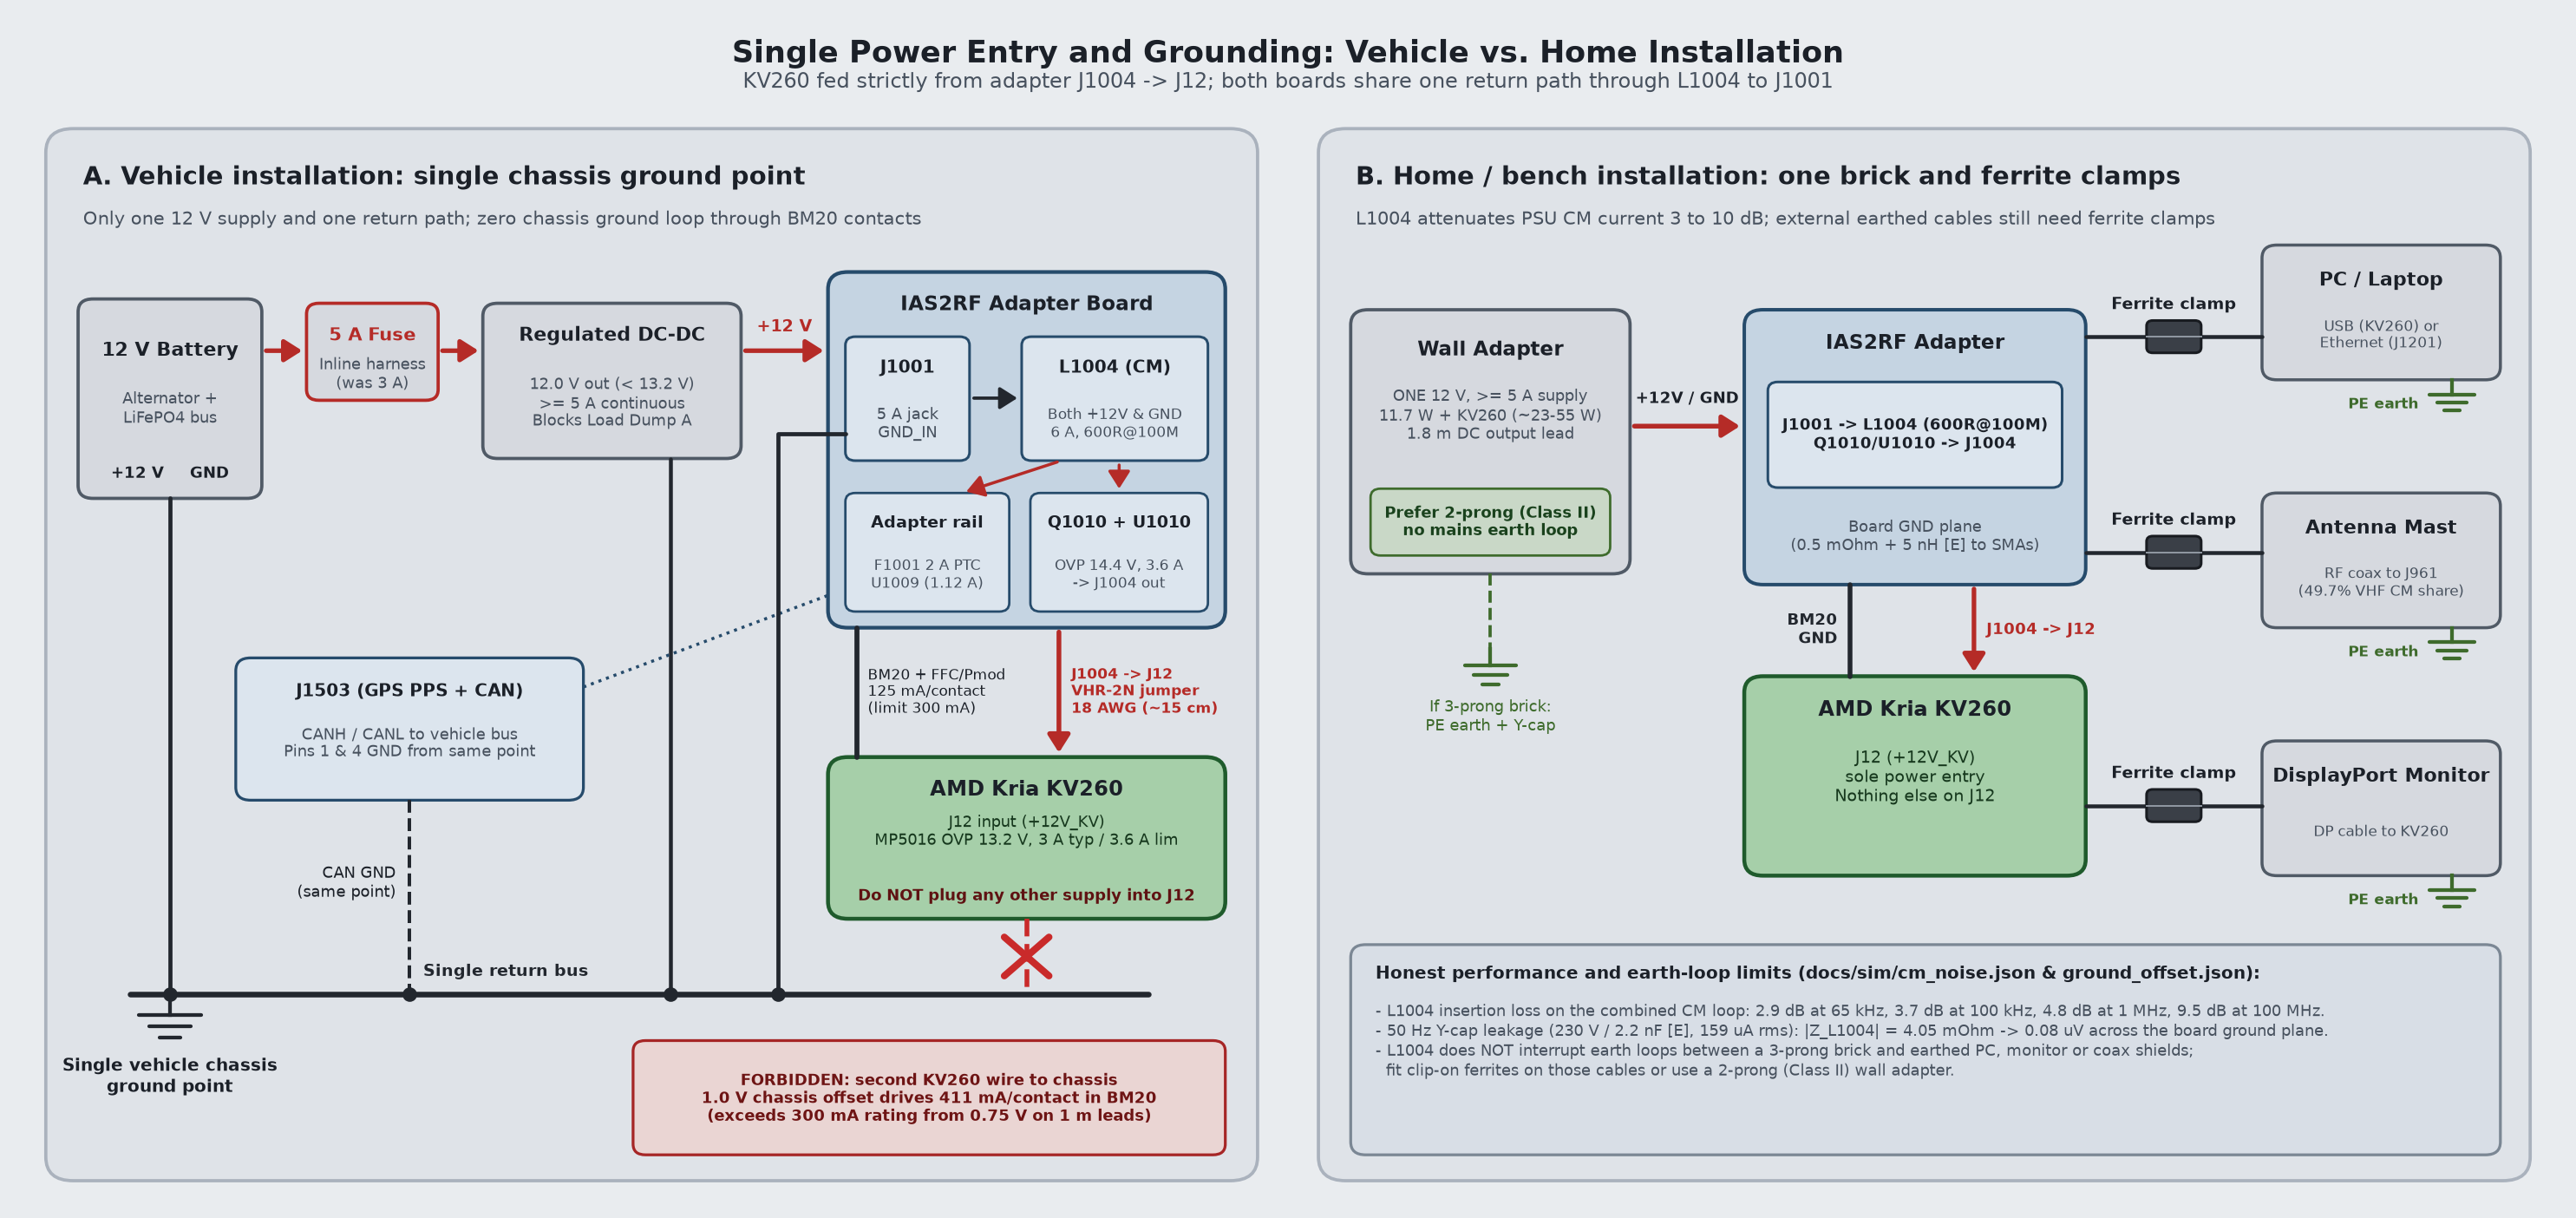 Single Power Entry and Grounding: Vehicle vs. Home Installation
KV260 fed strictly from adapter J1004 -> J12; both boards share one return path through L1004 to J1001
A. Vehicle installation: single chassis ground point
Only one 12 V supply and one return path; zero chassis ground loop through BM20 contacts
12 V Battery
Alternator +
LiFePO4 bus
+12 V GND
5 A Fuse
Inline harness
(was 3 A)
Regulated DC-DC
12.0 V out (< 13.2 V)
>= 5 A continuous
Blocks Load Dump A
+12 V
IAS2RF Adapter Board
J1001
5 A jack
GND_IN
L1004 (CM)
Both +12V & GND
6 A, 600R@100M
Adapter rail
F1001 2 A PTC
U1009 (1.12 A)
Q1010 + U1010
OVP 14.4 V, 3.6 A
-> J1004 out
J1503 (GPS PPS + CAN)
CANH / CANL to vehicle bus
Pins 1 & 4 GND from same point
BM20 + FFC/Pmod
125 mA/contact
(limit 300 mA)
J1004 -> J12
VHR-2N jumper
18 AWG (~15 cm)
AMD Kria KV260
J12 input (+12V_KV)
MP5016 OVP 13.2 V, 3 A typ / 3.6 A lim
Do NOT plug any other supply into J12
CAN GND
(same point)
Single return bus
Single vehicle chassis
ground point
FORBIDDEN: second KV260 wire to chassis
1.0 V chassis offset drives 411 mA/contact in BM20
(exceeds 300 mA rating from 0.75 V on 1 m leads)
B. Home / bench installation: one brick and ferrite clamps
L1004 attenuates PSU CM current 3 to 10 dB; external earthed cables still need ferrite clamps
Wall Adapter
ONE 12 V, >= 5 A supply
11.7 W + KV260 (~23-55 W)
1.8 m DC output lead
Prefer 2-prong (Class II)
no mains earth loop
If 3-prong brick:
PE earth + Y-cap
+12V / GND
IAS2RF Adapter
J1001 -> L1004 (600R@100M)
Q1010/U1010 -> J1004
Board GND plane
(0.5 mOhm + 5 nH [E] to SMAs)
BM20
GND
J1004 -> J12
AMD Kria KV260
J12 (+12V_KV)
sole power entry
Nothing else on J12
Ferrite clamp
PC / Laptop
USB (KV260) or
Ethernet (J1201)
PE earth
Ferrite clamp
Antenna Mast
RF coax to J961
(49.7% VHF CM share)
PE earth
Ferrite clamp
DisplayPort Monitor
DP cable to KV260
PE earth
Honest performance and earth-loop limits (docs/sim/cm_noise.json & ground_offset.json):
- L1004 insertion loss on the combined CM loop: 2.9 dB at 65 kHz, 3.7 dB at 100 kHz, 4.8 dB at 1 MHz, 9.5 dB at 100 MHz.
- 50 Hz Y-cap leakage (230 V / 2.2 nF [E], 159 uA rms): |Z_L1004| = 4.05 mOhm -> 0.08 uV across the board ground plane.
- L1004 does NOT interrupt earth loops between a 3-prong brick and earthed PC, monitor or coax shields;
fit clip-on ferrites on those cables or use a 2-prong (Class II) wall adapter.